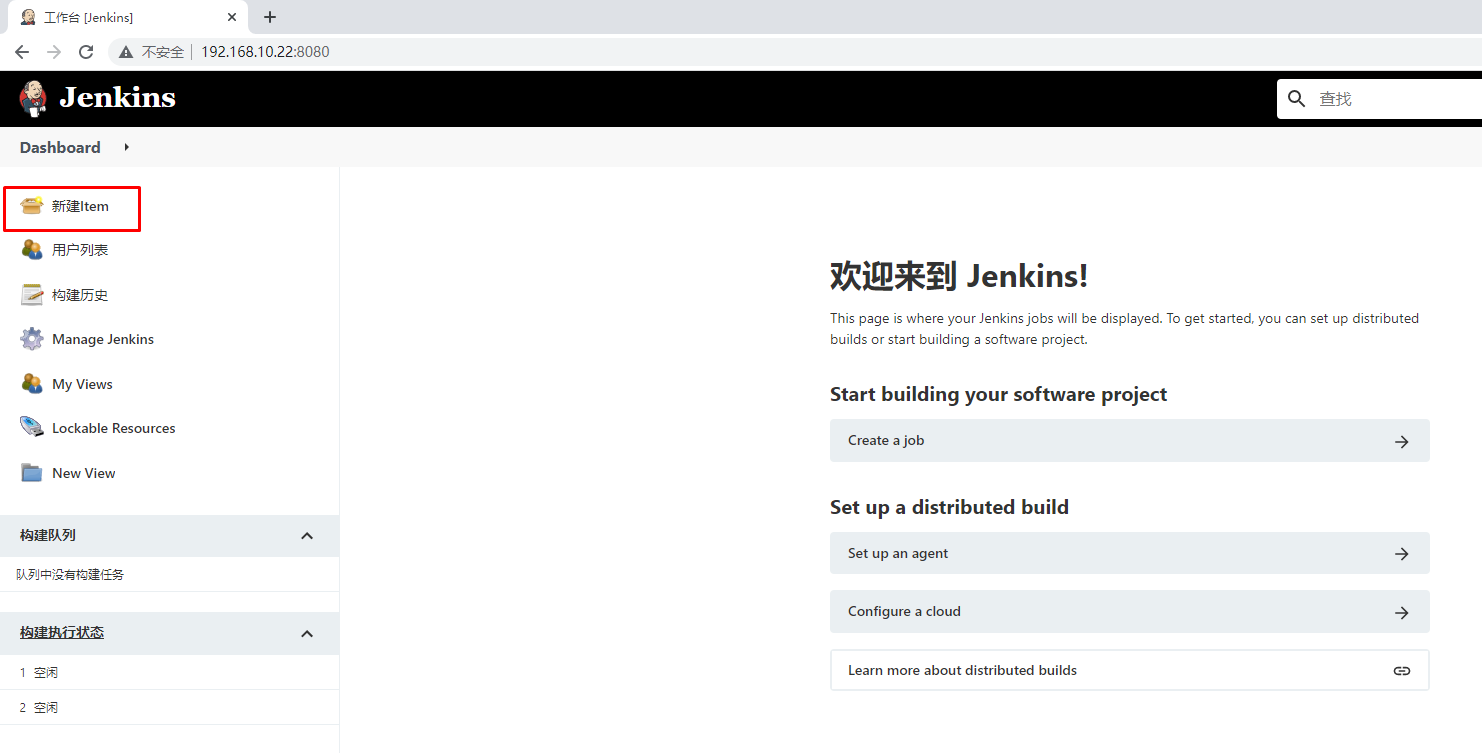 工作台 [Jenkins]
不安全 192.168.10.22:8080
Jenkins
查找
Dashboard
新建Item
用户列表
构建历史
Manage Jenkins
My Views
Lockable Resources
New View
构建队列
队列中没有构建任务
构建执行状态
1 空闲
2 空闲
欢迎来到 Jenkins!
This page is where your Jenkins jobs will be displayed. To get started, you can set up distributed
builds or start building a software project.
Start building your software project
Create a job
Set up a distributed build
Set up an agent
Configure a cloud
Learn more about distributed builds